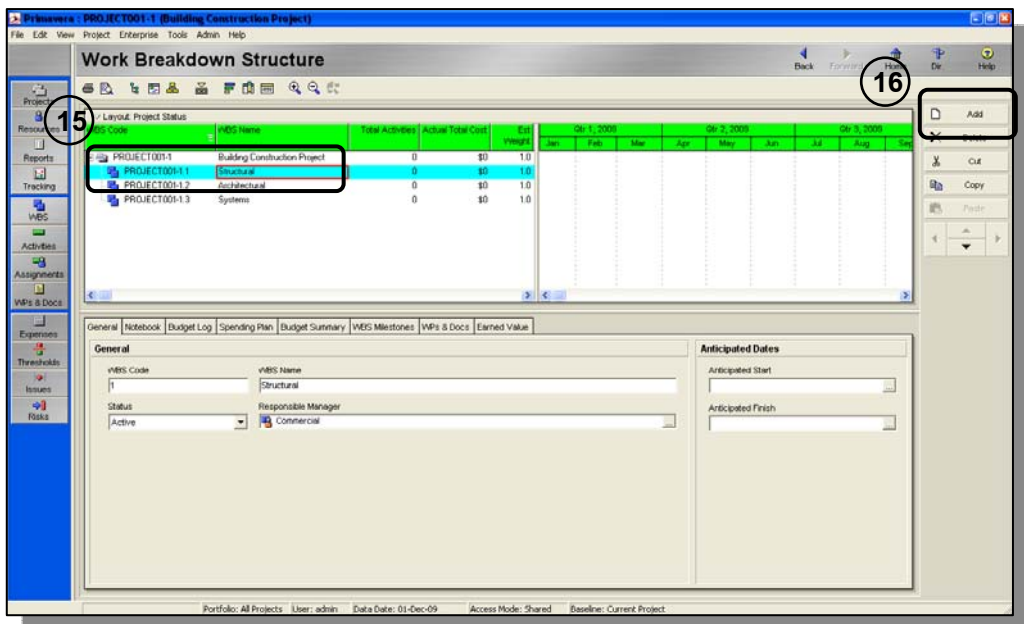 Primavera : PROJECT001-1 (Building Construction Project)
File Edit View Project Enterprise Tools Admin Help
Work Breakdown Structure
Back Forward Home Dir. Help
16
15
Projects
Resources
Reports
Tracking
WBS
Activities
Assignments
WPs & Docs
Expenses
Thresholds
Issues
Risks
Layout: Project Status
WBS Code WBS Name Total Activities Actual Total Cost Est Weight
Qtr 1, 2009 Qtr 2, 2009 Qtr 3, 2009
Jan Feb Mar Apr May Jun Jul Aug Sep
PROJECT001-1 Building Construction Project 0 $0 1.0
PROJECT001-1.1 Structural 0 $0 1.0
PROJECT001-1.2 Architectural 0 $0 1.0
PROJECT001-1.3 Systems 0 $0 1.0
Add
Delete
Cut
Copy
Paste
General Notebook Budget Log Spending Plan Budget Summary WBS Milestones WPs & Docs Earned Value
General
WBS Code WBS Name
1 Structural
Status Responsible Manager
Active Commercial
Anticipated Dates
Anticipated Start
Anticipated Finish
Portfolio: All Projects User: admin Data Date: 01-Dec-09 Access Mode: Shared Baseline: Current Project